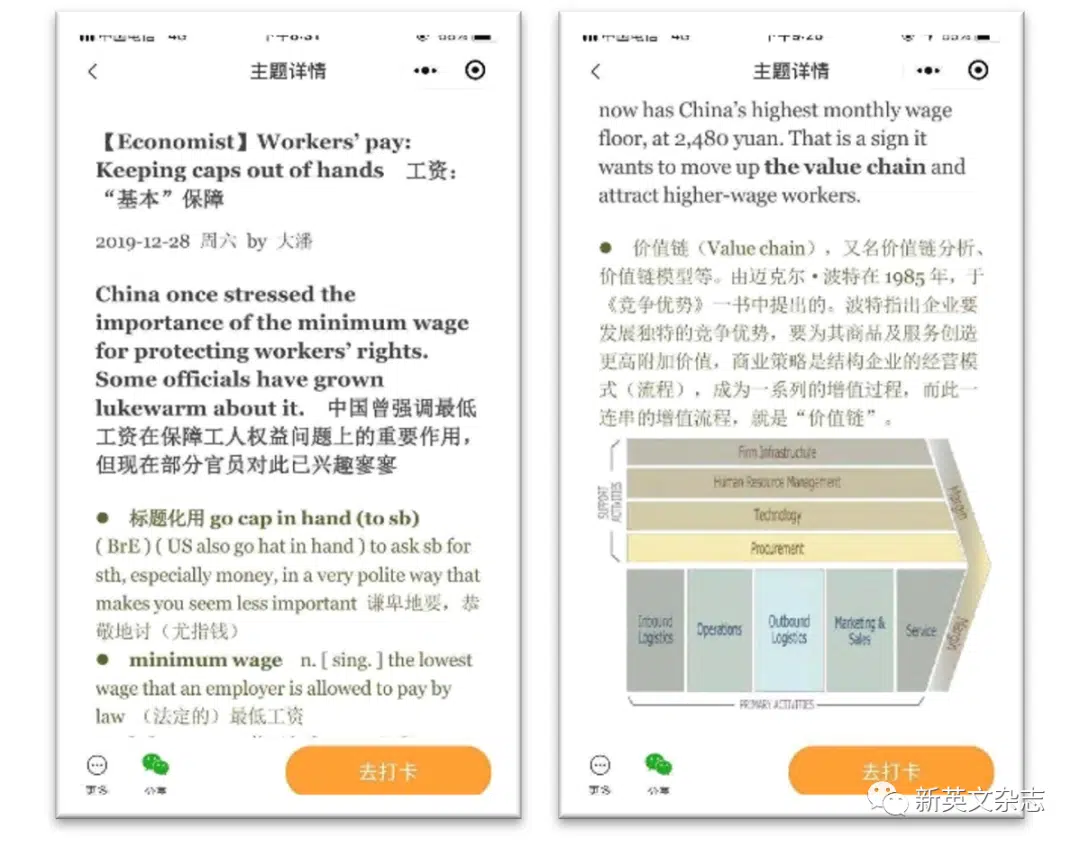 主题详情
【Economist】Workers’ pay:
Keeping caps out of hands 工资：
“基本”保障
2019-12-28 周六 by 大潘
China once stressed the
importance of the minimum wage
for protecting workers’ rights.
Some officials have grown
lukewarm about it. 中国曾强调最低
工资在保障工人权益问题上的重要作用，
但现在部分官员对此已兴趣寥寥
● 标题化用 go cap in hand (to sb)
( BrE ) ( US also go hat in hand ) to ask sb for
sth, especially money, in a very polite way that
makes you seem less important 谦卑地要，恭
敬地讨（尤指钱）
● minimum wage n. [ sing. ] the lowest
wage that an employer is allowed to pay by
law （法定的）最低工资
更多
分享
去打卡
主题详情
now has China’s highest monthly wage
floor, at 2,480 yuan. That is a sign it
wants to move up the value chain and
attract higher-wage workers.
● 价值链（Value chain），又名价值链分析、
价值链模型等。由迈克尔·波特在 1985 年，于
《竞争优势》一书中提出的。波特指出企业要
发展独特的竞争优势，要为其商品及服务创造
更高附加价值，商业策略是结构企业的经营模
式（流程），成为一系列的增值过程，而此一
连串的增值流程，就是“价值链”。
SUPPORT ACTIVITIES
Firm Infrastructure
Human Resource Management
Technology
Procurement
Margin
Inbound Logistics
Operations
Outbound Logistics
Marketing & Sales
Service
Margin
PRIMARY ACTIVITIES
更多
分享
去打卡
新英文杂志